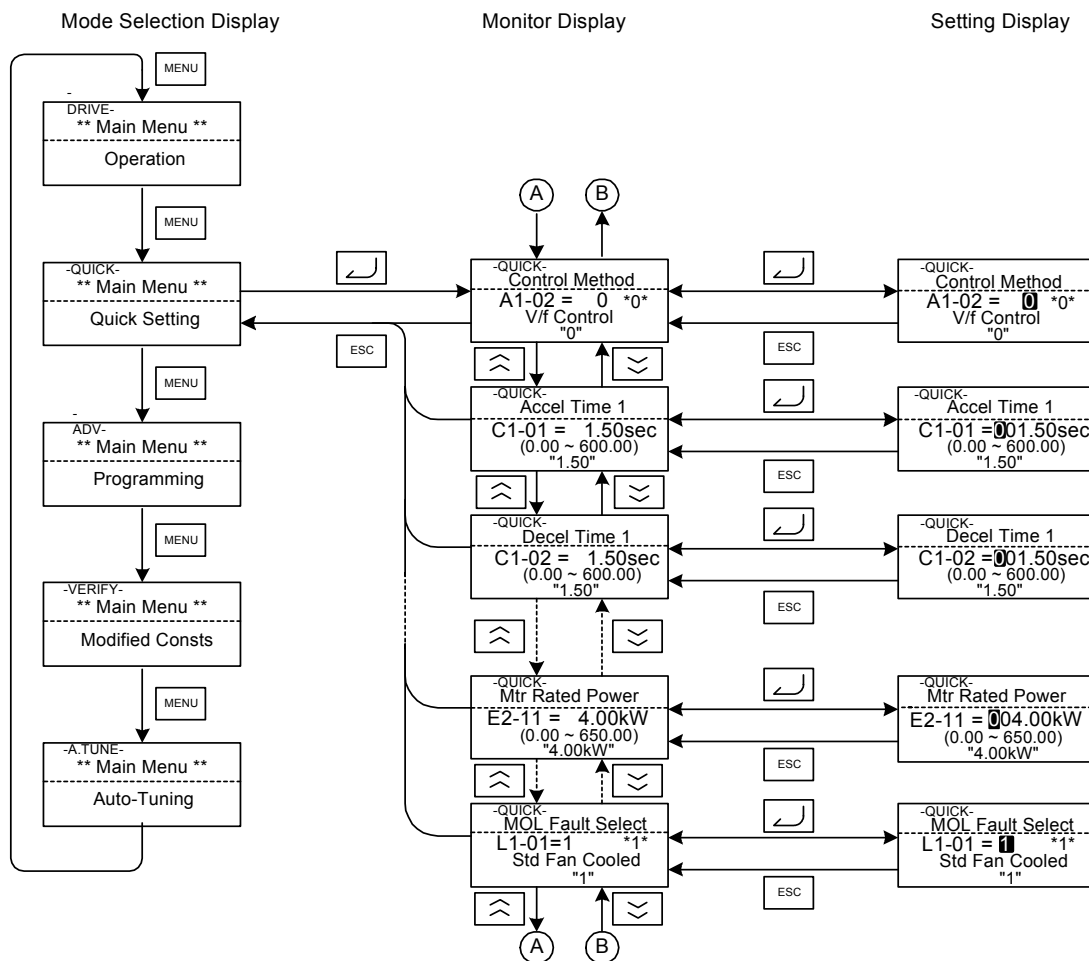 Mode Selection Display
Monitor Display
Setting Display
MENU
-
DRIVE-
** Main Menu **
Operation
MENU
-QUICK-
** Main Menu **
Quick Setting
MENU
-
ADV-
** Main Menu **
Programming
MENU
-VERIFY-
** Main Menu **
Modified Consts
MENU
-A.TUNE-
** Main Menu **
Auto-Tuning
A B
-QUICK-
Control Method
A1-02 = 0 *0*
V/f Control
"0"
ESC
-QUICK-
Accel Time 1
C1-01 = 1.50sec
(0.00 ~ 600.00)
"1.50"
-QUICK-
Decel Time 1
C1-02 = 1.50sec
(0.00 ~ 600.00)
"1.50"
-QUICK-
Mtr Rated Power
E2-11 = 4.00kW
(0.00 ~ 650.00)
"4.00kW"
-QUICK-
MOL Fault Select
L1-01=1 *1*
Std Fan Cooled
"1"
A B
-QUICK-
Control Method
A1-02 = 0 *0*
V/f Control
"0"
ESC
-QUICK-
Accel Time 1
C1-01 =001.50sec
(0.00 ~ 600.00)
"1.50"
ESC
-QUICK-
Decel Time 1
C1-02 =001.50sec
(0.00 ~ 600.00)
"1.50"
ESC
-QUICK-
Mtr Rated Power
E2-11 = 004.00kW
(0.00 ~ 650.00)
"4.00kW"
ESC
-QUICK-
MOL Fault Select
L1-01 = 1 *1*
Std Fan Cooled
"1"
ESC